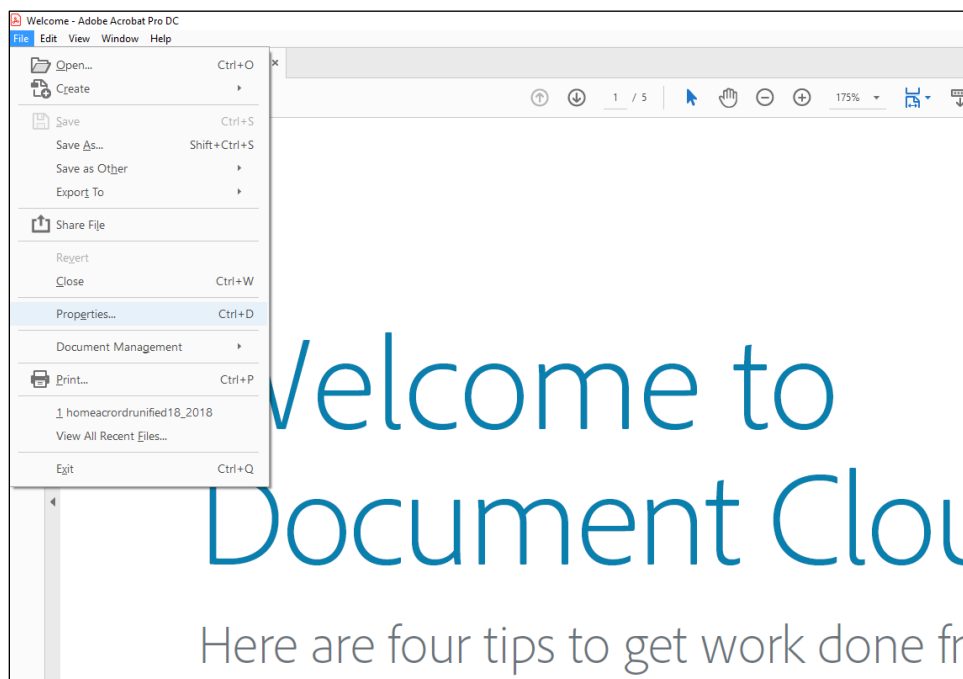 Welcome - Adobe Acrobat Pro DC
File Edit View Window Help
Open... Ctrl+O
Create
Save Ctrl+S
Save As... Shift+Ctrl+S
Save as Other
Export To
Share File
Revert
Close Ctrl+W
Properties... Ctrl+D
Document Management
Print... Ctrl+P
1 homeacrordrunified18_2018
View All Recent Files...
Exit Ctrl+Q
1 / 5 175%
Welcome to
Document Clou
Here are four tips to get work done fr